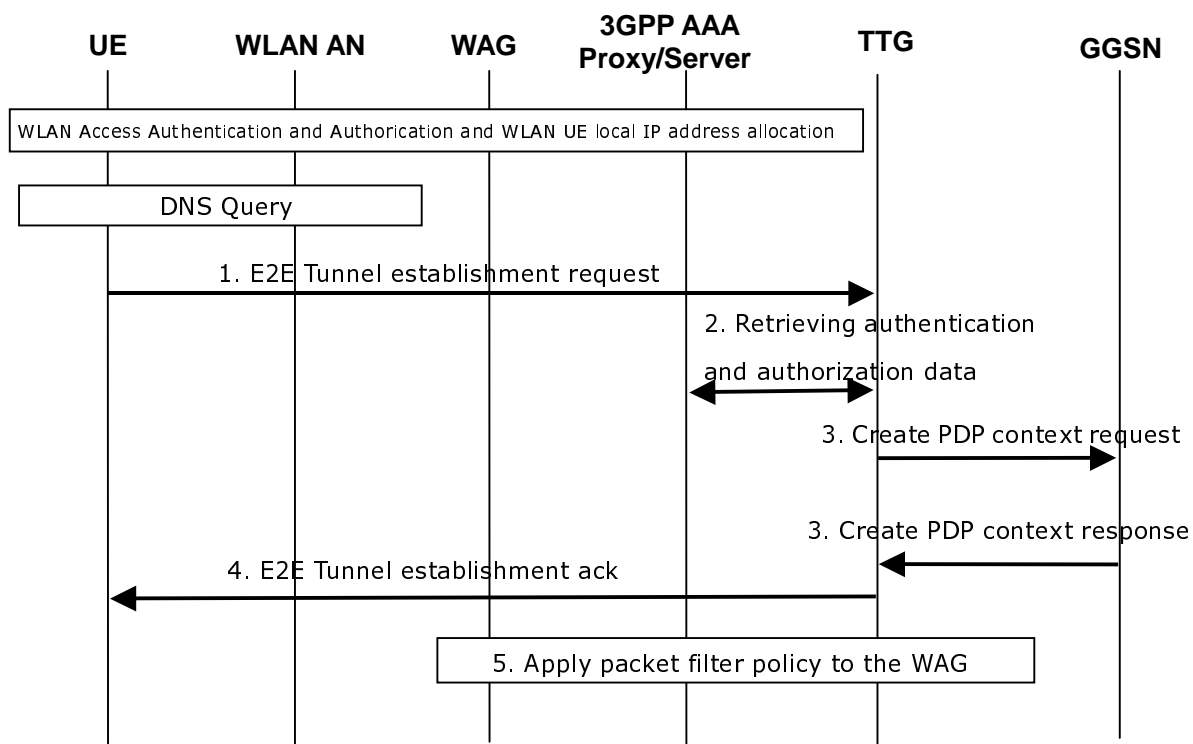 UE
WLAN AN
WAG
3GPP AAA
Proxy/Server
TTG
GGSN
WLAN Access Authentication and Authorication and WLAN UE local IP address allocation
DNS Query
1. E2E Tunnel establishment request
2. Retrieving authentication
and authorization data
3. Create PDP context request
3. Create PDP context response
4. E2E Tunnel establishment ack
5. Apply packet filter policy to the WAG